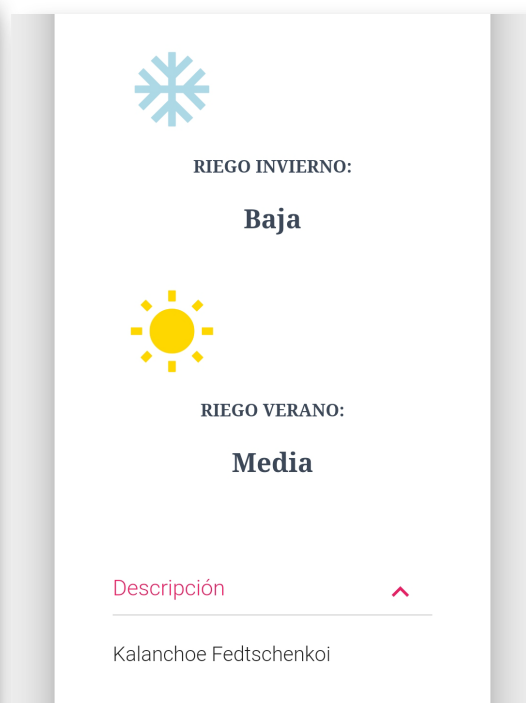 RIEGO INVIERNO:
Baja
RIEGO VERANO:
Media
Descripción
Kalanchoe Fedtschenkoi